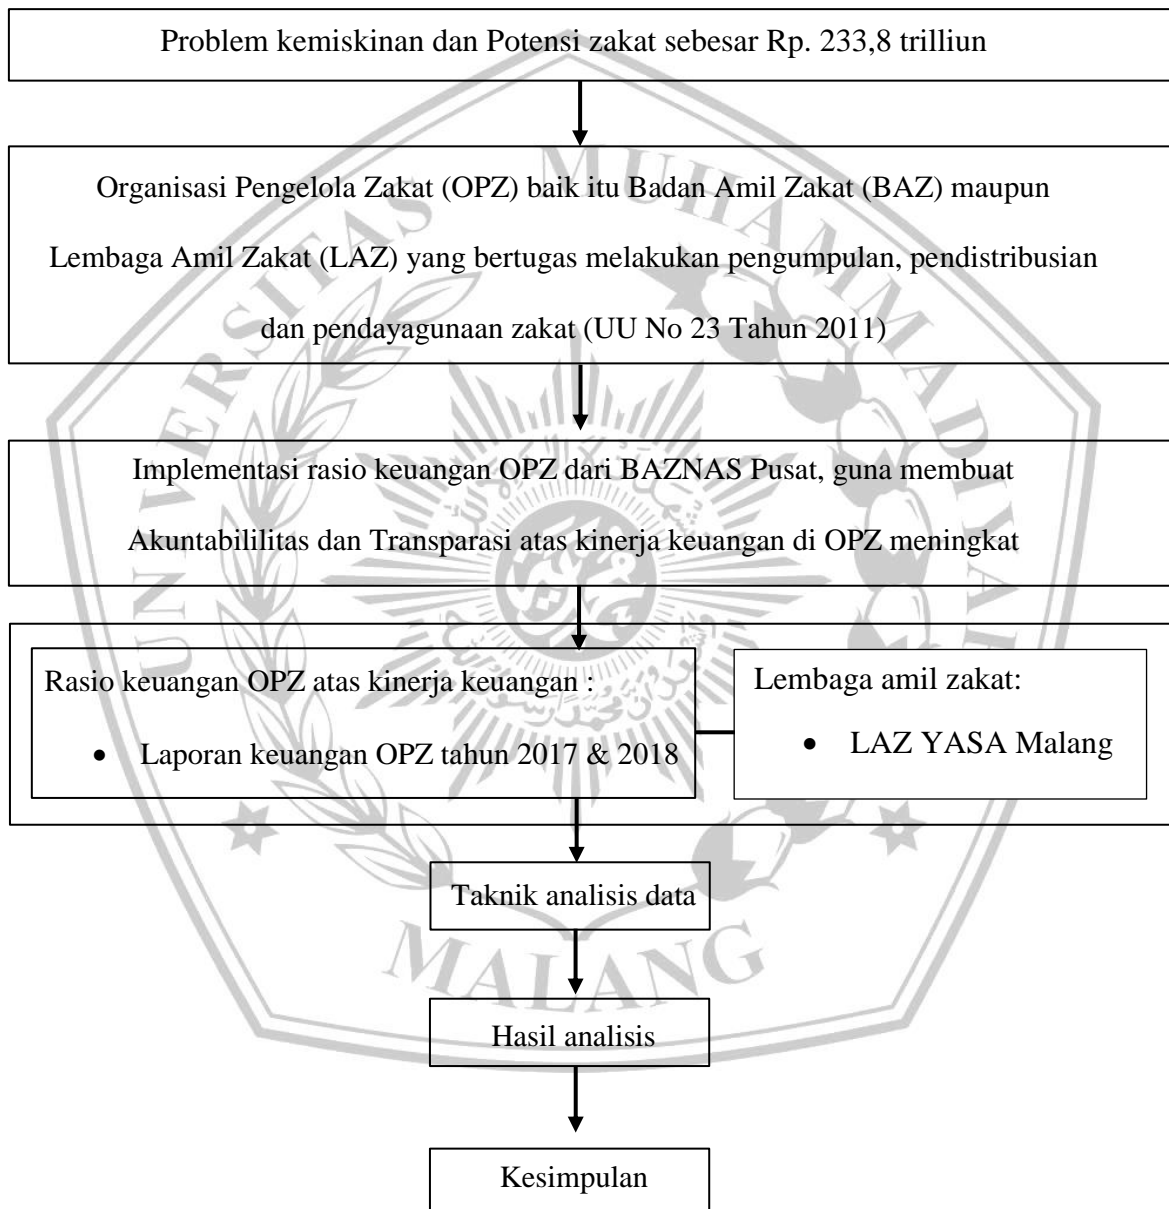 Problem kemiskinan dan Potensi zakat sebesar Rp. 233,8 trilliun
Organisasi Pengelola Zakat (OPZ) baik itu Badan Amil Zakat (BAZ) maupun
Lembaga Amil Zakat (LAZ) yang bertugas melakukan pengumpulan, pendistribusian
dan pendayagunaan zakat (UU No 23 Tahun 2011)
Implementasi rasio keuangan OPZ dari BAZNAS Pusat, guna membuat
Akuntabililitas dan Transparasi atas kinerja keuangan di OPZ meningkat
Rasio keuangan OPZ atas kinerja keuangan :
• Laporan keuangan OPZ tahun 2017 & 2018
Lembaga amil zakat:
• LAZ YASA Malang
Taknik analisis data
Hasil analisis
Kesimpulan
UNIVERSITAS MUHAMMADIYAH
MALANG